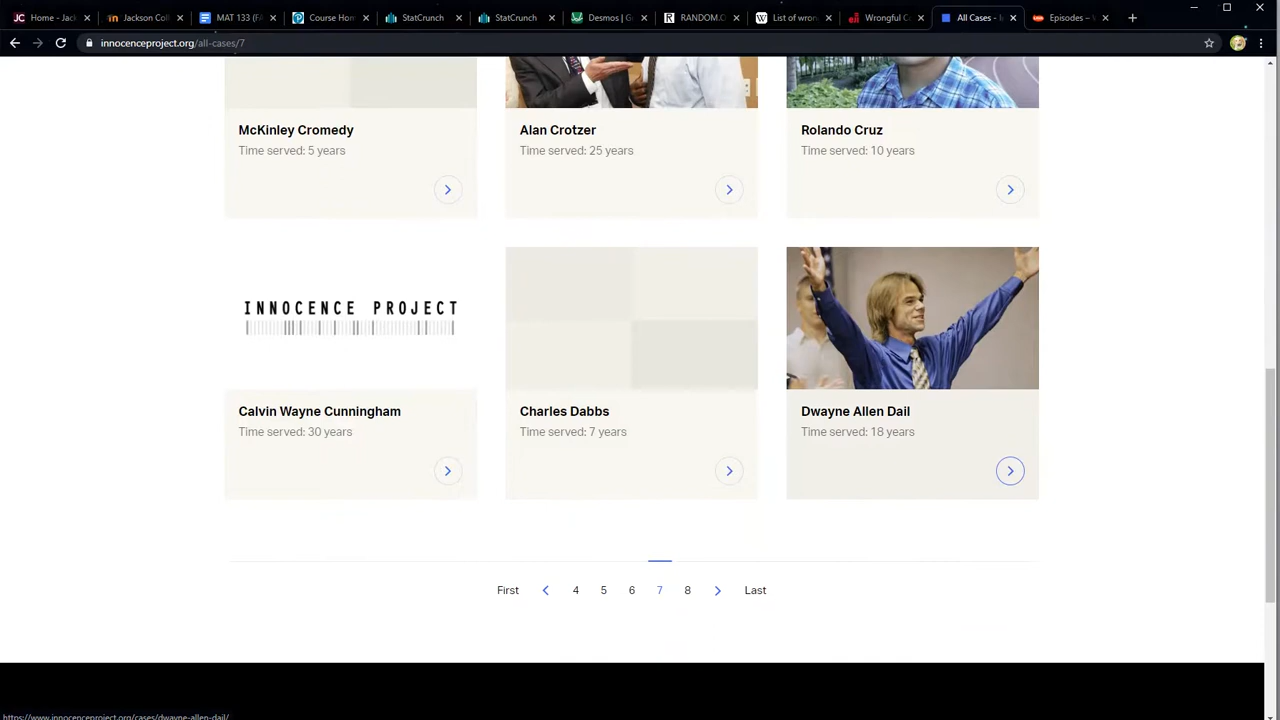 Home - Jack
Jackson Coll
MAT 133 (FA
Course Hom
StatCrunch
StatCrunch
Desmos | G
RANDOM.O
List of wron
Wrongful C
All Cases - I
Episodes – V
innocenceproject.org/all-cases/7
McKinley Cromedy
Time served: 5 years
Alan Crotzer
Time served: 25 years
Rolando Cruz
Time served: 10 years
INNOCENCE PROJECT
Calvin Wayne Cunningham
Time served: 30 years
Charles Dabbs
Time served: 7 years
Dwayne Allen Dail
Time served: 18 years
First 4 5 6 7 8 Last
https://www.innocenceproject.org/cases/dwayne-allen-dail/